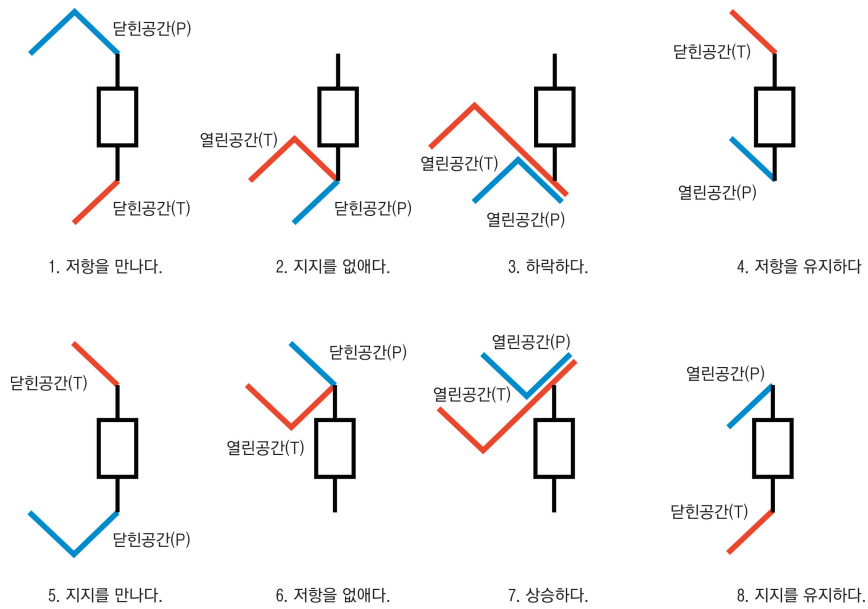 닫힌공간(P)
닫힌공간(T)
1. 저항을 만나다.
열린공간(T)
닫힌공간(P)
2. 지지를 없애다.
열린공간(T)
열린공간(P)
3. 하락하다.
닫힌공간(T)
열린공간(P)
4. 저항을 유지하다
닫힌공간(T)
닫힌공간(P)
5. 지지를 만나다.
닫힌공간(P)
열린공간(T)
6. 저항을 없애다.
열린공간(P)
열린공간(T)
7. 상승하다.
열린공간(P)
닫힌공간(T)
8. 지지를 유지하다.